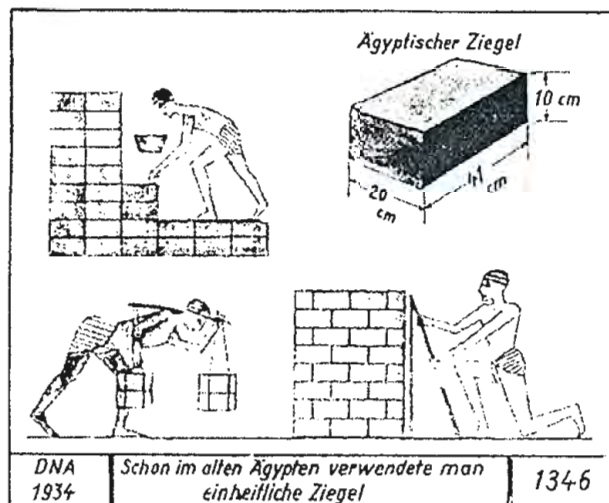 Ägyptischer Ziegel
10 cm
20
cm
cm
DNA
1934
Schon im alten Ägypten verwendete man
einheitliche Ziegel
1346